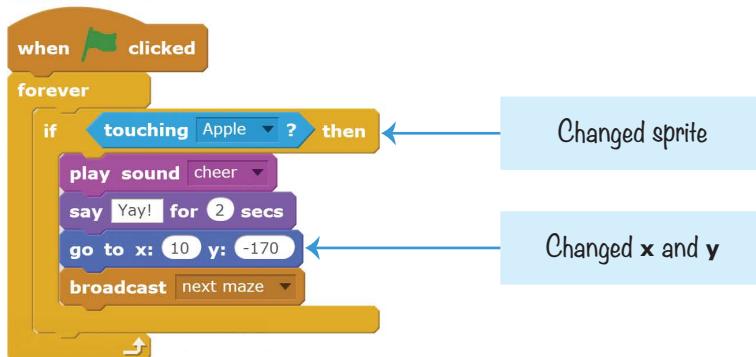 when clicked
forever
if touching Apple ? then
Changed sprite
play sound cheer
say Yay! for 2 secs
go to x: 10 y: -170
Changed x and y
broadcast next maze